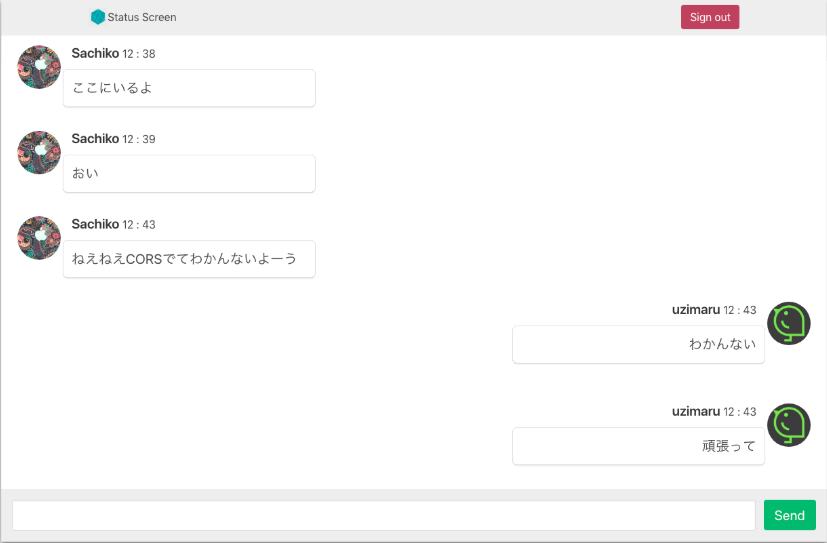 Status Screen
Sign out
Sachiko 12 : 38
ここにいるよ
Sachiko 12 : 39
おい
Sachiko 12 : 43
ねえねえCORSでてわかんないよーう
uzimaru 12 : 43
わかんない
uzimaru 12 : 43
頑張って
Send